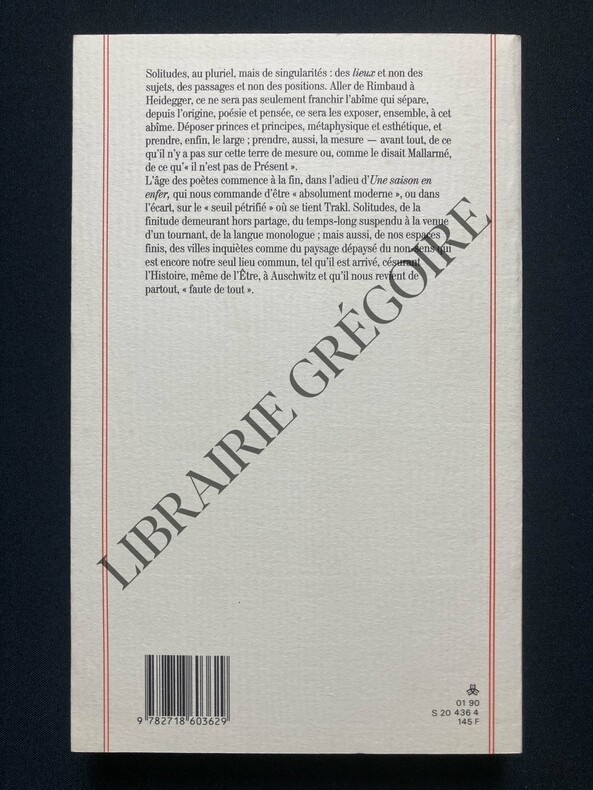 Solitudes, au pluriel, mais de singularités : des lieux et non des
sujets, des passages et non des positions. Aller de Rimbaud à
Heidegger, ce ne sera pas seulement franchir l'abîme qui sépare,
depuis l'origine, poésie et pensée, ce sera les exposer, ensemble, à cet
abîme. Déposer princes et principes, métaphysique et esthétique, et
prendre, enfin, le large ; prendre, aussi, la mesure — avant tout, de ce
qu'il n'y a pas sur cette terre de mesure ou, comme le disait Mallarmé,
de ce qu'« il n'est pas de Présent ».
L'âge des poètes commence à la fin, dans l'adieu d'Une saison en
enfer, qui nous commande d'être « absolument moderne », ou dans
l'écart, sur le « seuil pétrifié » où se tient Trakl. Solitudes, de la
finitude demeurant hors partage, du temps-long suspendu à la venue
d'un tournant, de la langue monologue ; mais aussi, de nos espaces
finis, des villes inquiètes comme du paysage dépaysé du non-sens qui
est encore notre seul lieu commun, tel qu'il est arrivé, césurant
l'Histoire, même de l'Être, à Auschwitz et qu'il nous revient de
partout, « faute de tout ».
LIBRAIRIE GRÉGOIRE
9 782718 603629
01 90
S 20 436 4
145 F